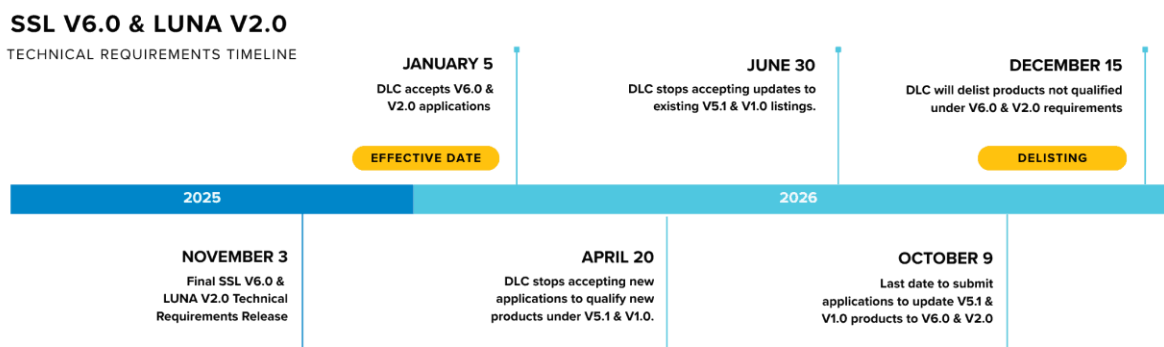 SSL V6.0 & LUNA V2.0
TECHNICAL REQUIREMENTS TIMELINE
JANUARY 5
DLC accepts V6.0 &
V2.0 applications
EFFECTIVE DATE
JUNE 30
DLC stops accepting updates to
existing V5.1 & V1.0 listings.
DECEMBER 15
DLC will delist products not qualified
under V6.0 & V2.0 requirements
DELISTING
2025
2026
NOVEMBER 3
Final SSL V6.0 &
LUNA V2.0 Technical
Requirements Release
APRIL 20
DLC stops accepting new
applications to qualify new
products under V5.1 & V1.0.
OCTOBER 9
Last date to submit
applications to update V5.1 &
V1.0 products to V6.0 & V2.0